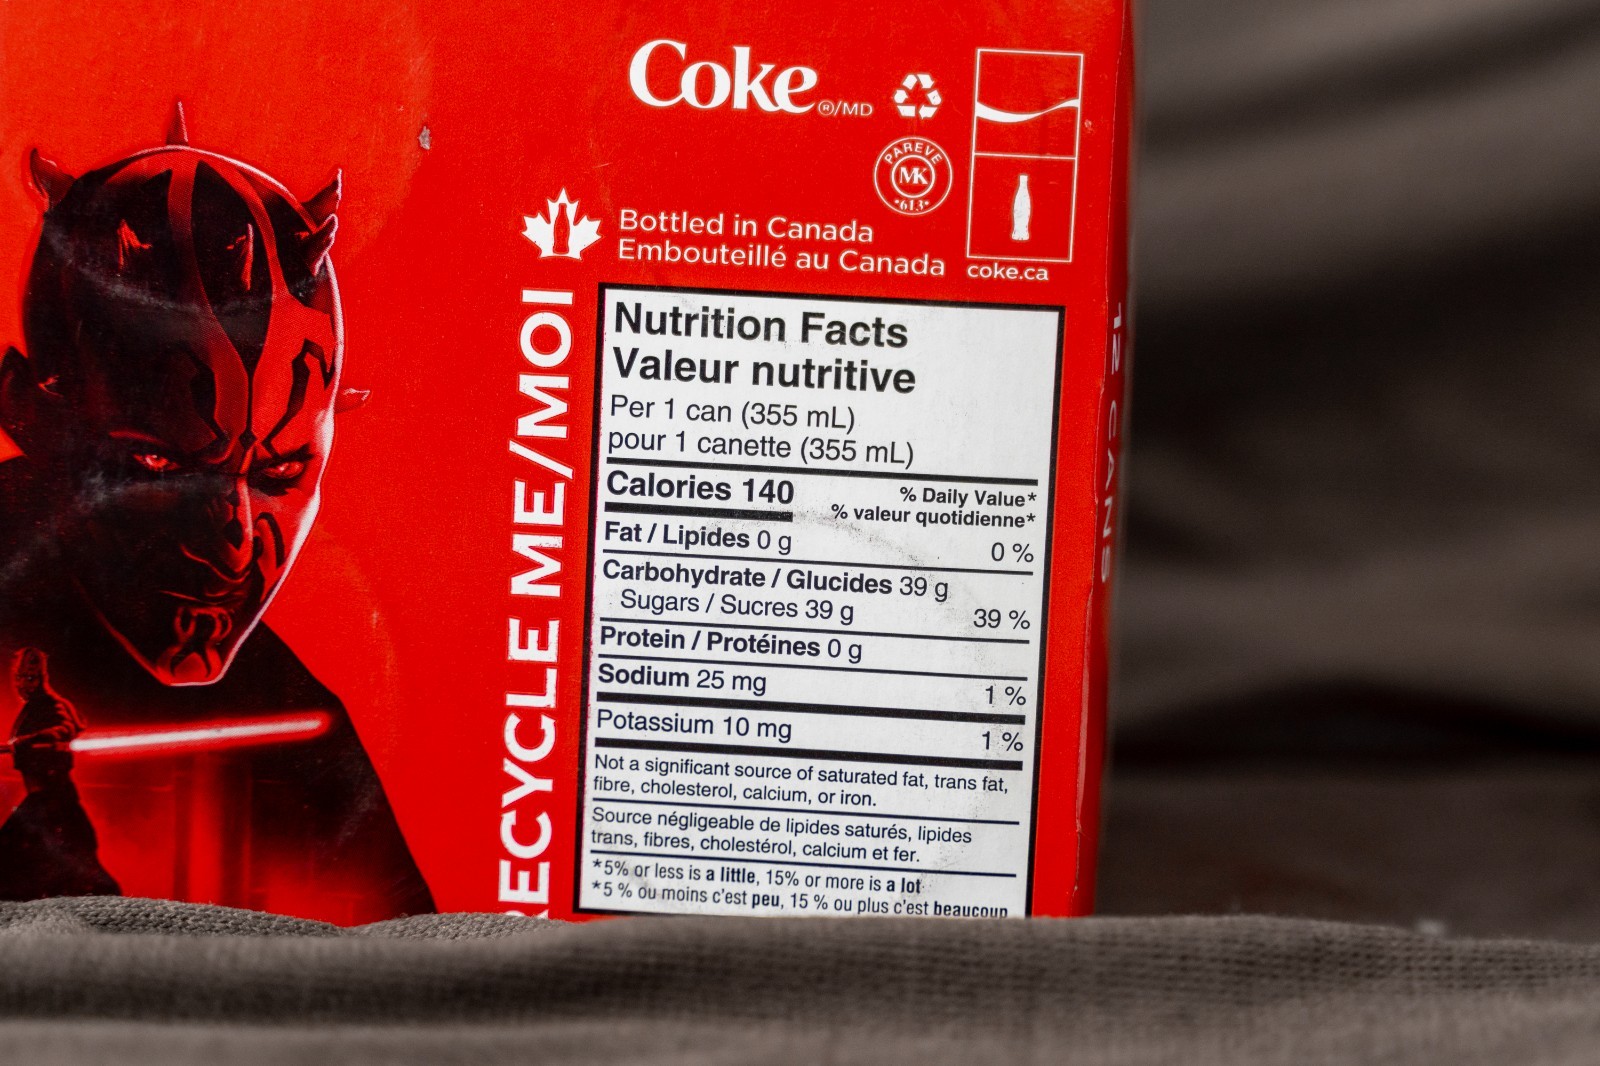 Coke®/MD
PAREVE
MK
•613•
Bottled in Canada
Embouteillé au Canada
coke.ca
RECYCLE ME/MOI
12 CANS
Nutrition Facts
Valeur nutritive
Per 1 can (355 mL)
pour 1 canette (355 mL)
Calories 140
% Daily Value*
% valeur quotidienne*
Fat / Lipides 0 g 0 %
Carbohydrate / Glucides 39 g
Sugars / Sucres 39 g 39 %
Protein / Protéines 0 g
Sodium 25 mg 1 %
Potassium 10 mg 1 %
Not a significant source of saturated fat, trans fat,
fibre, cholesterol, calcium, or iron.
Source négligeable de lipides saturés, lipides
trans, fibres, cholestérol, calcium et fer.
*5% or less is a little, 15% or more is a lot
*5 % ou moins c'est peu, 15 % ou plus c'est beaucoup